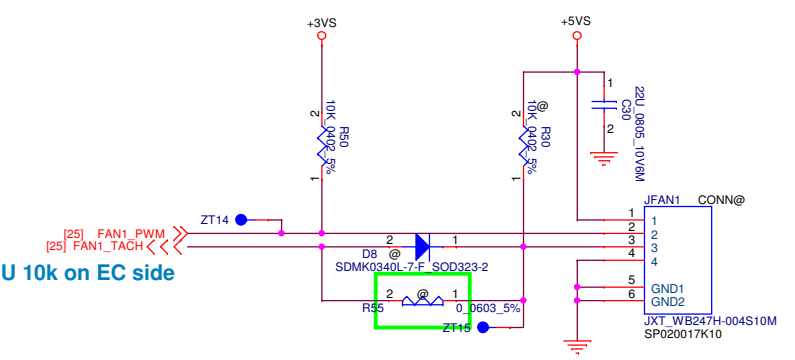 +3VS
+5VS
2
10K_0402_5%
R50
1
2
@
10K_0402_5%
R30
1
1
22U_0805_10V6M
C30
2
JFAN1 CONN@
ZT14
[25] FAN1_PWM
[25] FAN1_TACH
1
2
3
4
1
2
3
4
5
6
GND1
GND2
2
@
1
D8
SDMK0340L-7-F_SOD323-2
U 10k on EC side
2
@
1
R55
0_0603_5%
ZT15
JXT_WB247H-004S10M
SP020017K10